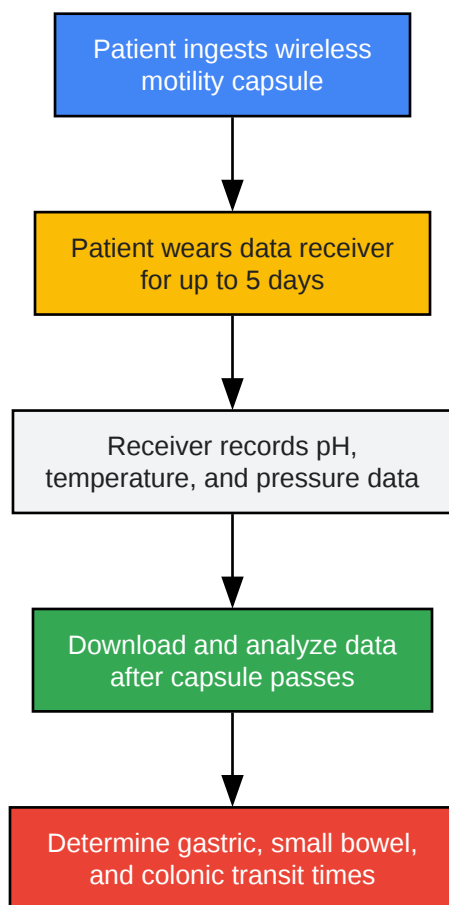 Patient ingests wireless
motility capsule
Patient wears data receiver
for up to 5 days
Receiver records pH,
temperature, and pressure data
Download and analyze data
after capsule passes
Determine gastric, small bowel,
and colonic transit times